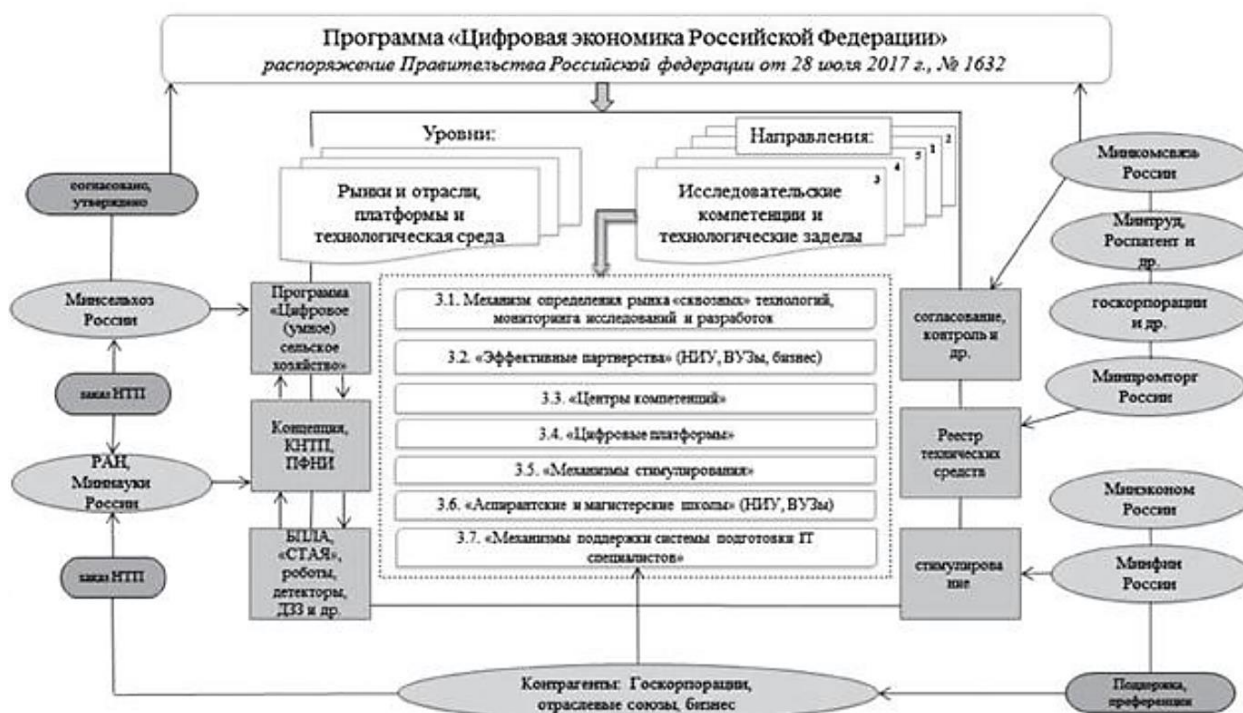 Программа «Цифровая экономика Российской Федерации»
распоряжение Правительства Российской федерации от 28 июля 2017 г., № 1632
Уровни:
Рынки и отрасли,
платформы и
технологическая среда
Направления:
2
1
5
4
3
Исследовательские
компетенции и
технологические заделы
согласовано,
утверждено
Минсельхоз
России
заказ НТП
РАН,
Миннауки
России
заказ НТП
Программа
«Цифровое
(умное)
сельское
хозяйство»
Концепция,
КНТП,
ПФНИ
БПЛА,
«СТАЯ»,
роботы,
детекторы,
ДЗЗ и др.
3.1. Механизм определения рынка «сквозных» технологий,
мониторинга исследований и разработок
3.2. «Эффективные партнерства» (НИУ, ВУЗы, бизнес)
3.3. «Центры компетенций»
3.4. «Цифровые платформы»
3.5. «Механизмы стимулирования»
3.6. «Аспирантские и магистерские школы» (НИУ, ВУЗы)
3.7. «Механизмы поддержки системы подготовки IT
специалистов»
согласование,
контроль и
др.
Реестр
технических
средств
стимулирова
ние
Минкомсвязь
России
Минтруд,
Роспатент и
др.
госкорпорации
и др.
Минпромторг
России
Минэконом
России
Минфин
России
Контрагенты: Госкорпорации,
отраслевые союзы, бизнес
Поддержка,
преференции